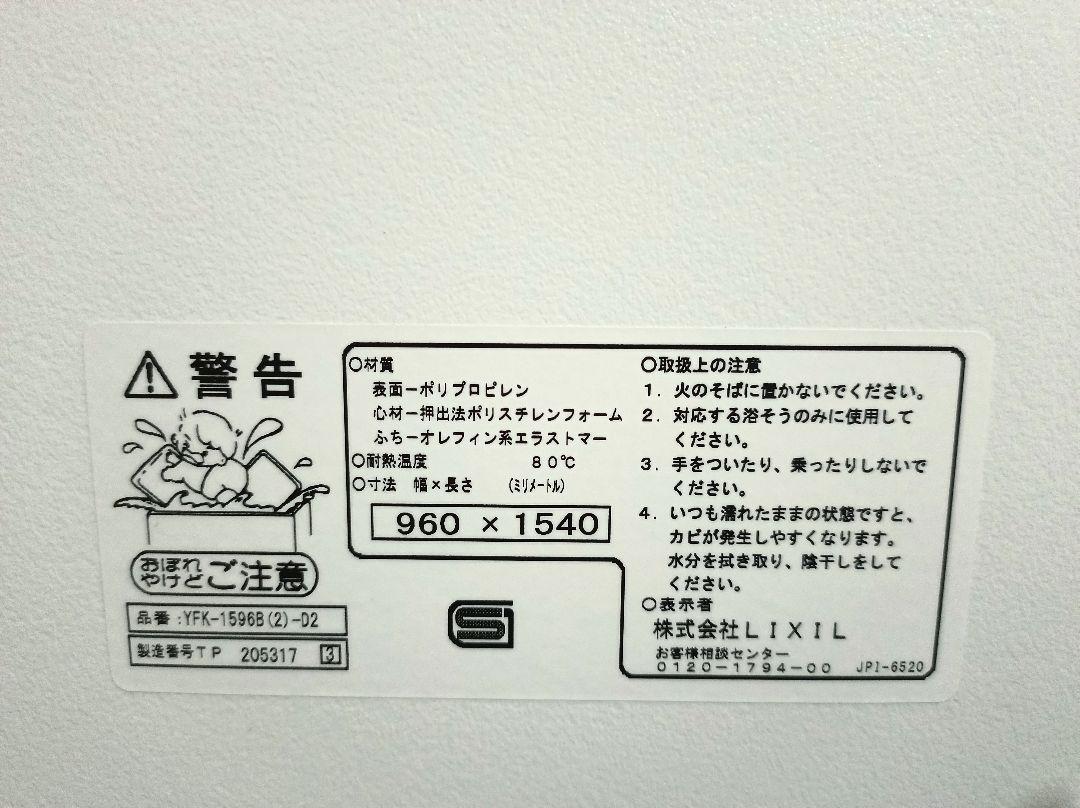 警告
おぼれ
やけど
ご注意
品番:YFK-1596B(2)-D2
製造番号TP 205317 3
○材質
表面ーポリプロピレン
心材ー押出法ポリスチレンフォーム
ふちーオレフィン系エラストマー
○耐熱温度 80℃
○寸法 幅×長さ (ミリメートル)
960 × 1540
○取扱上の注意
1. 火のそばに置かないでください。
2. 対応する浴そうのみに使用して
ください。
3. 手をついたり、乗ったりしないで
ください。
4. いつも濡れたままの状態ですと、
カビが発生しやすくなります。
水分を拭き取り、陰干しをして
ください。
○表示者
株式会社LIXIL
お客様相談センター
0120-1794-00 JPI-6520